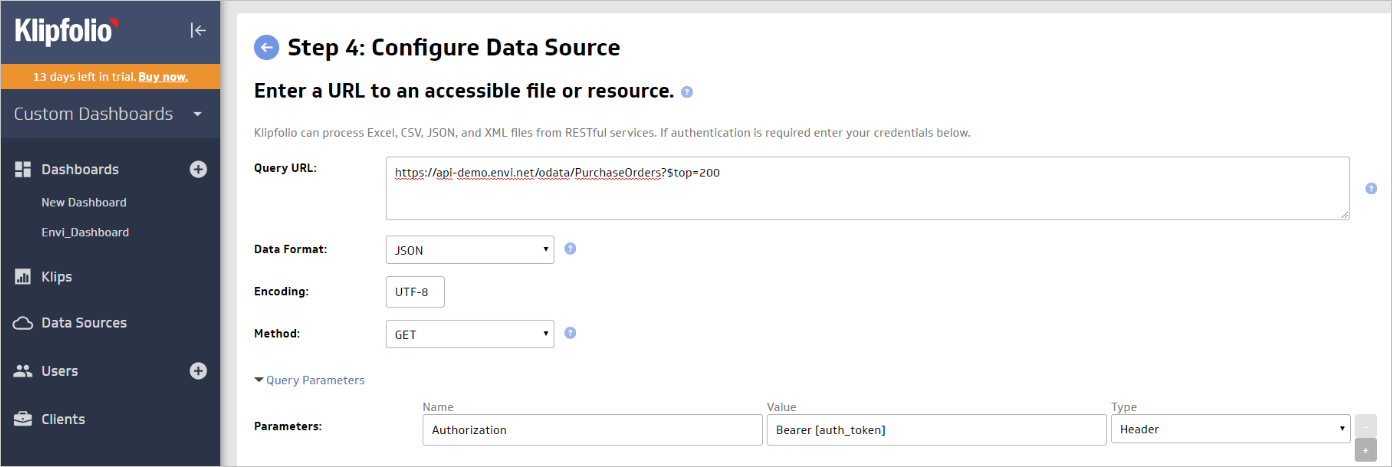 Klipfolio
13 days left in trial. Buy now.
Custom Dashboards
Dashboards
New Dashboard
Envi_Dashboard
Klips
Data Sources
Users
Clients
Step 4: Configure Data Source
Enter a URL to an accessible file or resource. ?
Klipfolio can process Excel, CSV, JSON, and XML files from RESTful services. If authentication is required enter your credentials below.
Query URL: https://api-demo.envi.net/odata/PurchaseOrders?$top=200 ?
Data Format: JSON ?
Encoding: UTF-8
Method: GET ?
Query Parameters
Name Value Type
Parameters: Authorization Bearer [auth_token] Header -
+